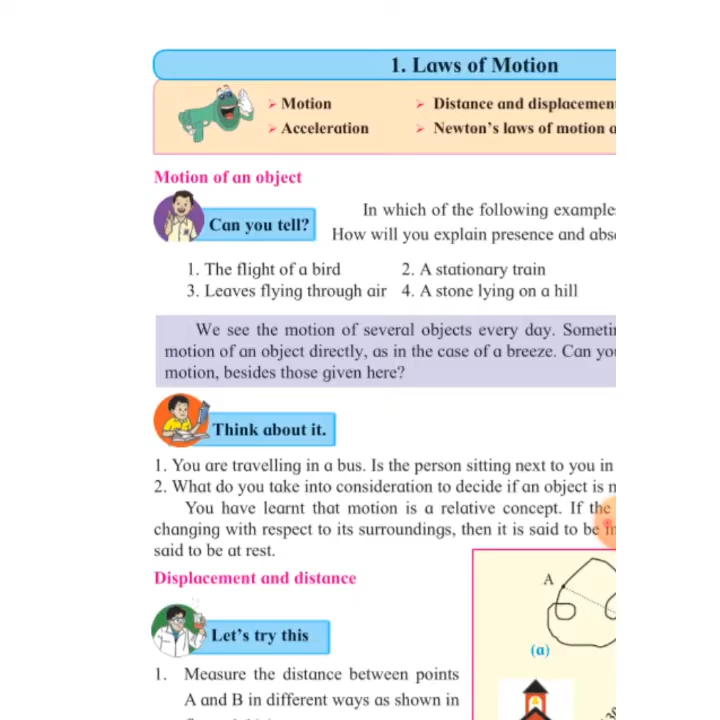 1. Laws of Motion
➢ Motion ➢ Distance and displacement
➢ Acceleration ➢ Newton's laws of motion a
Motion of an object
Can you tell?
In which of the following example
How will you explain presence and abs
1. The flight of a bird 2. A stationary train
3. Leaves flying through air 4. A stone lying on a hill
We see the motion of several objects every day. Someti
motion of an object directly, as in the case of a breeze. Can yo
motion, besides those given here?
Think about it.
1. You are travelling in a bus. Is the person sitting next to you in
2. What do you take into consideration to decide if an object is
You have learnt that motion is a relative concept. If the
changing with respect to its surroundings, then it is said to be in
said to be at rest.
Displacement and distance
A
(a)
Let's try this
1. Measure the distance between points
A and B in different ways as shown in